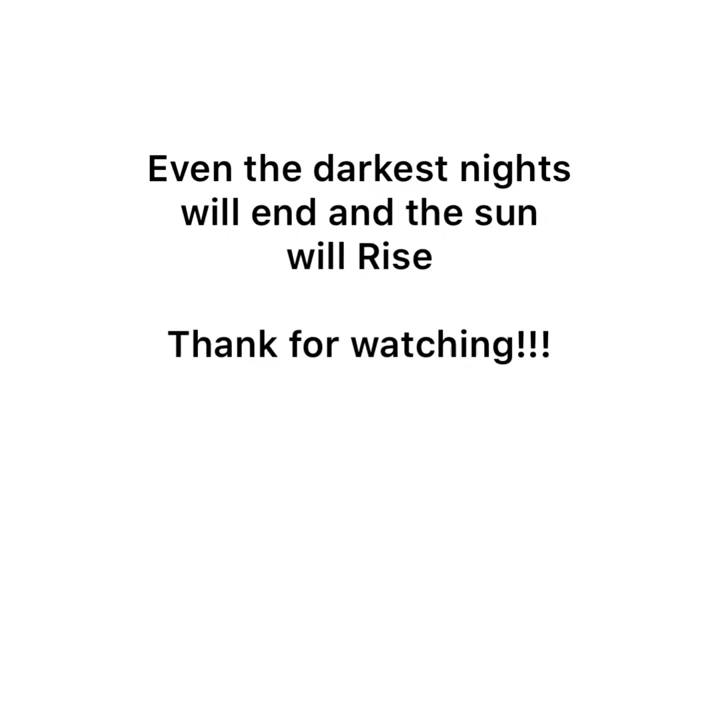 Even the darkest nights
will end and the sun
will Rise
Thank for watching!!!